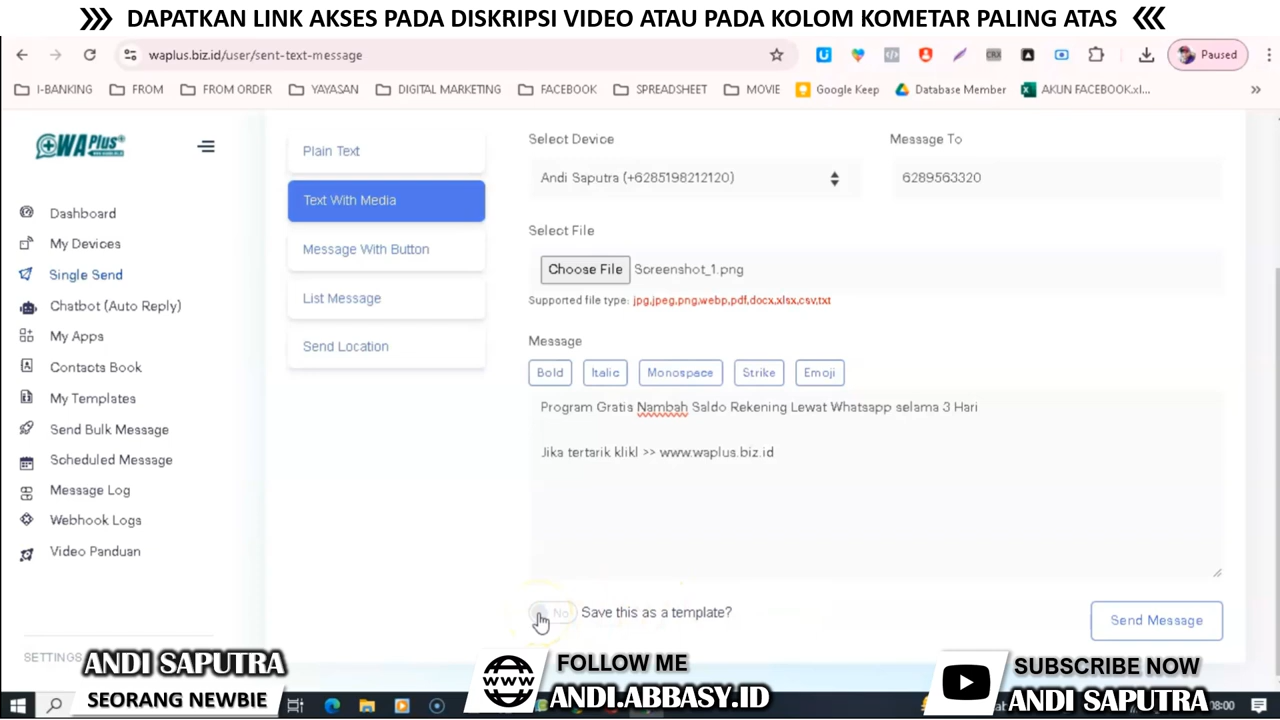 DAPATKAN LINK AKSES PADA DISKRIPSI VIDEO ATAU PADA KOLOM KOMETAR PALING ATAS
waplus.biz.id/user/sent-text-message
Paused
I-BANKING
FROM
FROM ORDER
YAYASAN
DIGITAL MARKETING
FACEBOOK
SPREADSHEET
MOVIE
Google Keep
Database Member
AKUN FACEBOOK.xl...
WA Plus
Dashboard
My Devices
Single Send
Chatbot (Auto Reply)
My Apps
Contacts Book
My Templates
Send Bulk Message
Scheduled Message
Message Log
Webhook Logs
Video Panduan
SETTINGS
Plain Text
Text With Media
Message With Button
List Message
Send Location
Select Device
Message To
Andi Saputra (+6285198212120)
6289563320
Select File
Choose File Screenshot_1.png
Supported file type: jpg,jpeg,png,webp,pdf,docx,xlsx,csv,txt
Message
Bold
Italic
Monospace
Strike
Emoji
Program Gratis Nambah Saldo Rekening Lewat Whatsapp selama 3 Hari
Jika tertarik klikl >> www.waplus.biz.id
No
Save this as a template?
Send Message
ANDI SAPUTRA
SEORANG NEWBIE
WWW
FOLLOW ME
ANDI.ABBASY.ID
SUBSCRIBE NOW
ANDI SAPUTRA
08:00